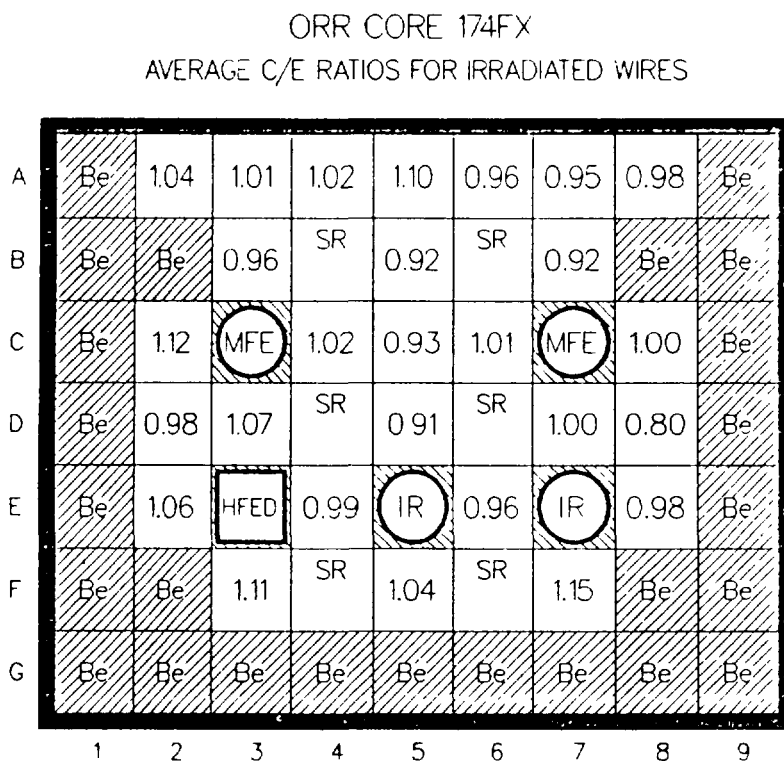 ORR CORE 174FX
AVERAGE C/E RATIOS FOR IRRADIATED WIRES
A Be 1.04 1.01 1.02 1.10 0.96 0.95 0.98 Be
B Be Be 0.96 SR 0.92 SR 0.92 Be Be
C Be 1.12 MFE 1.02 0.93 1.01 MFE 1.00 Be
D Be 0.98 1.07 SR 0.91 SR 1.00 0.80 Be
E Be 1.06 HFED 0.99 IR 0.96 IR 0.98 Be
F Be Be 1.11 SR 1.04 SR 1.15 Be Be
G Be Be Be Be Be Be Be Be Be
1 2 3 4 5 6 7 8 9